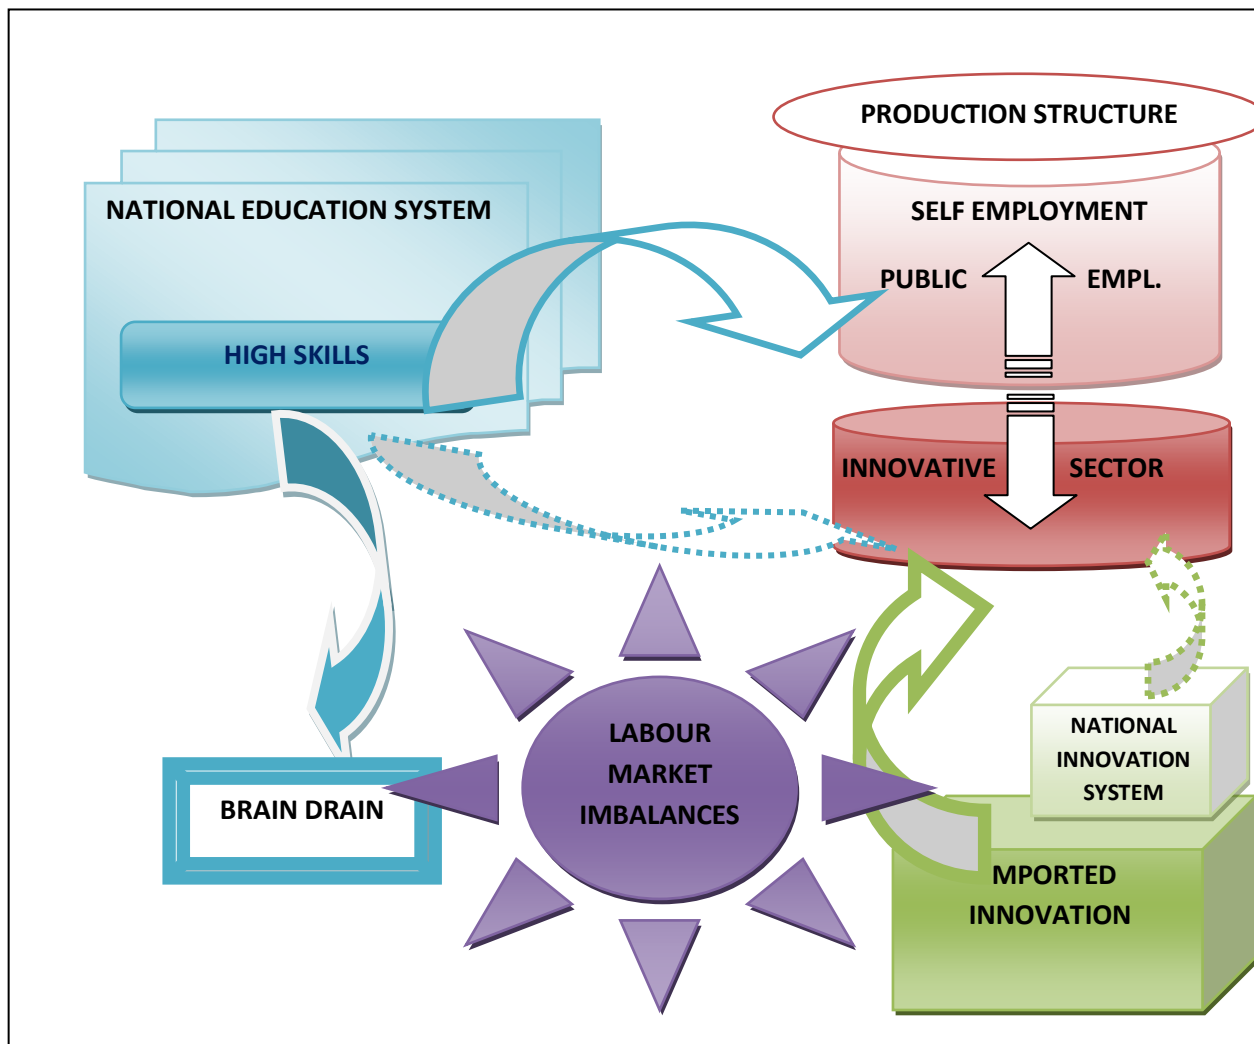 PRODUCTION STRUCTURE
NATIONAL EDUCATION SYSTEM
SELF EMPLOYMENT
PUBLIC EMPL.
HIGH SKILLS
INNOVATIVE SECTOR
LABOUR
MARKET
IMBALANCES
NATIONAL
INNOVATION
SYSTEM
BRAIN DRAIN
MPORTED
INNOVATION